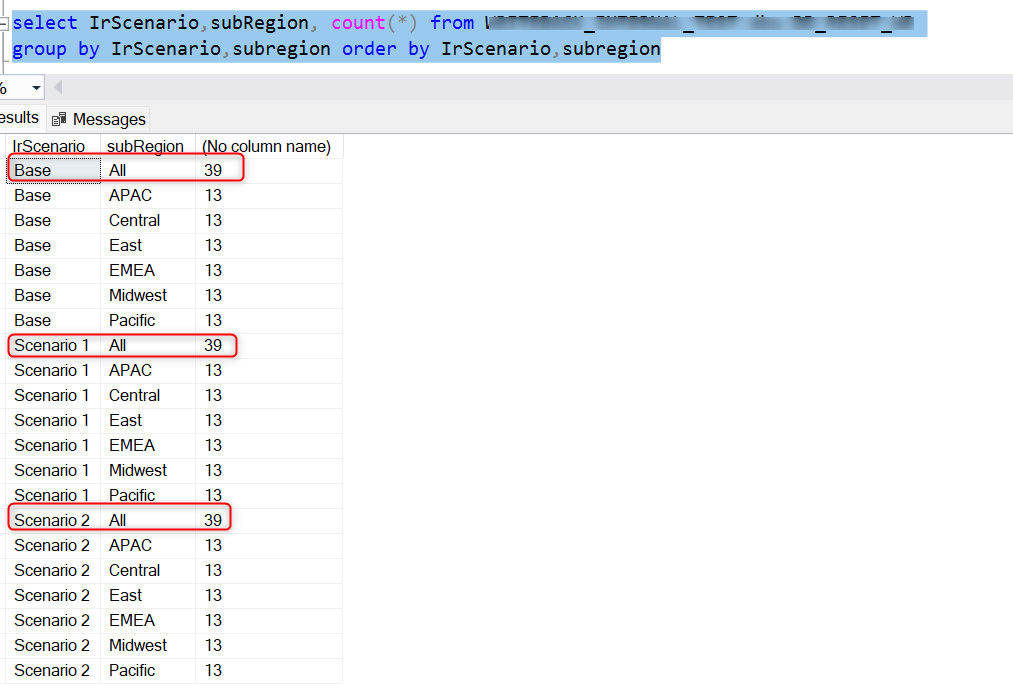 select IrScenario,subRegion, count(*) from
group by IrScenario,subregion order by IrScenario,subregion
%
esults Messages
IrScenario subRegion (No column name)
Base All 39
Base APAC 13
Base Central 13
Base East 13
Base EMEA 13
Base Midwest 13
Base Pacific 13
Scenario 1 All 39
Scenario 1 APAC 13
Scenario 1 Central 13
Scenario 1 East 13
Scenario 1 EMEA 13
Scenario 1 Midwest 13
Scenario 1 Pacific 13
Scenario 2 All 39
Scenario 2 APAC 13
Scenario 2 Central 13
Scenario 2 East 13
Scenario 2 EMEA 13
Scenario 2 Midwest 13
Scenario 2 Pacific 13